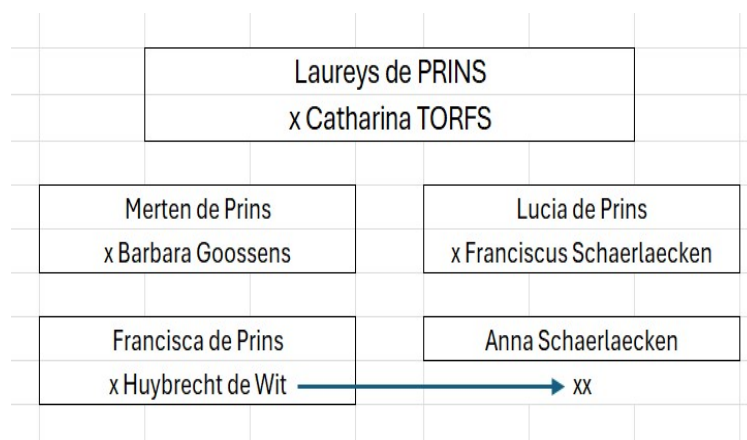 Laureys de PRINS
x Catharina TORFS
Merten de Prins
x Barbara Goossens
Lucia de Prins
x Franciscus Schaerlaecken
Francisca de Prins
x Huybrecht de Wit
Anna Schaerlaecken
xx